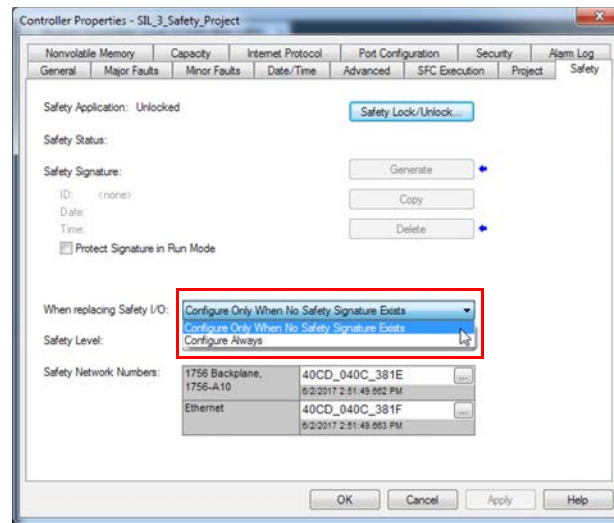 Controller Properties - SIL_3_Safety_Project
Nonvolatile Memory Capacity Internet Protocol Port Configuration Security Alarm Log
General Major Faults Minor Faults Date/Time Advanced SFC Execution Project Safety
Safety Application: Unlocked Safety Lock/Unlock...
Safety Status:
Safety Signature: Generate
ID: <none> Copy
Date:
Time: Delete
Protect Signature in Run Mode
When replacing Safety I/O: Configure Only When No Safety Signature Exists
Configure Only When No Safety Signature Exists
Safety Level: Configure Always
Safety Network Numbers: 1756 Backplane, 40CD_040C_381E ...
1756-A10 6/2/2017 2:51:49.662 PM
Ethernet 40CD_040C_381F ...
6/2/2017 2:51:49.663 PM
OK Cancel Apply Help